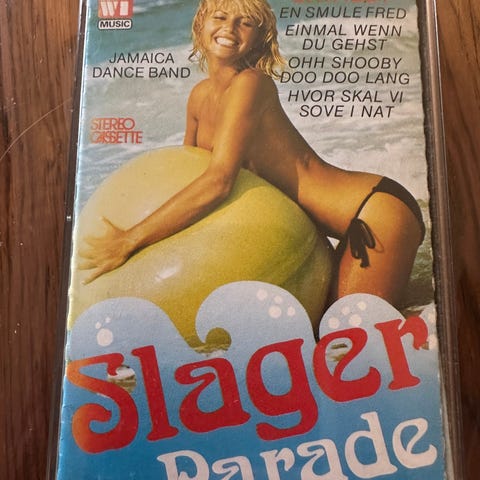 MUSIC
JAMAICA
DANCE BAND
STEREO
CASSETTE
EN SMULE FRED
EINMAL WENN
DU GEHST
OHH SHOOBY
DOO DOO LANG
HVOR SKAL VI
SOVE I NAT
Slager
Parade